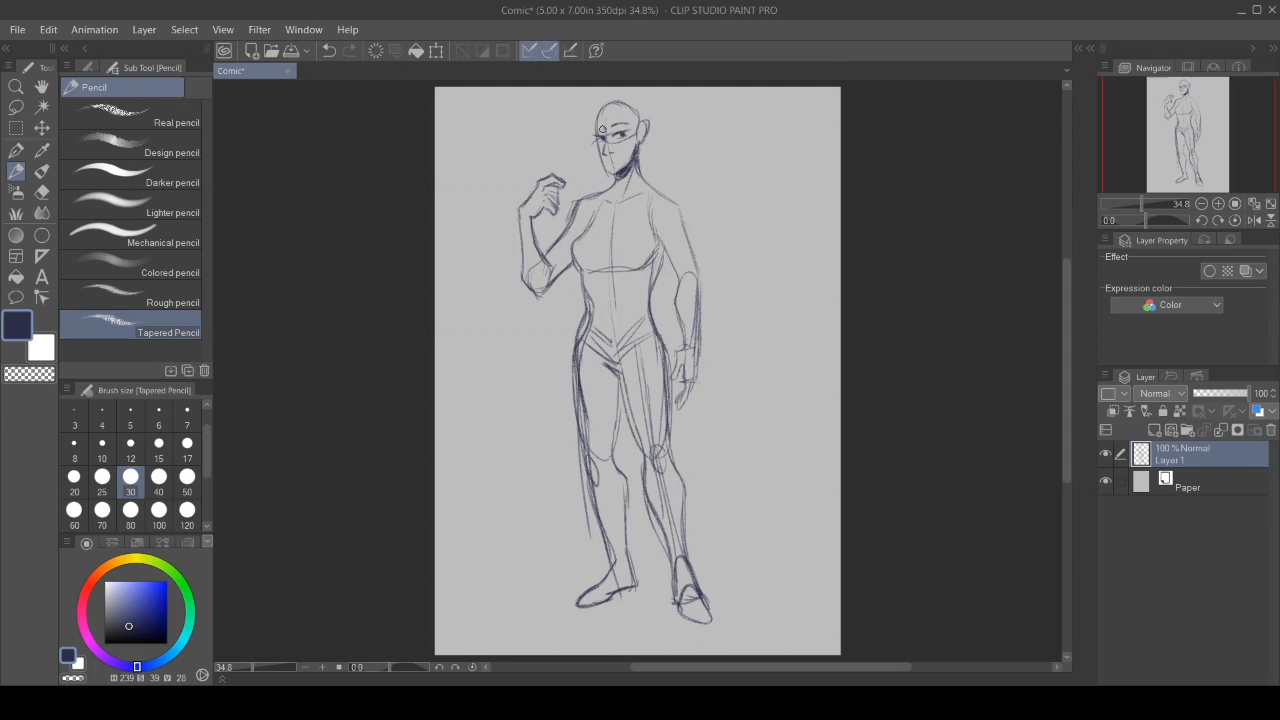 Comic* (5.00 x 7.00in 350dpi 34.8%) - CLIP STUDIO PAINT PRO
File Edit Animation Layer Select View Filter Window Help
Too Sub Tool [Pencil] Comic* Navigator
Pencil
Real pencil
Design pencil
Darker pencil
Lighter pencil
Mechanical pencil
Colored pencil
Rough pencil
Tapered Pencil
Brush size [Tapered Pencil]
3 4 5 6 7
8 10 12 15 17
20 25 30 40 50
60 70 80 100 120
H 239 S 39 V 28
34.8 0.0
34.8
0.0
Layer Property
Effect
Expression color
Color
Layer
Normal 100
100 % Normal
Layer 1
Paper